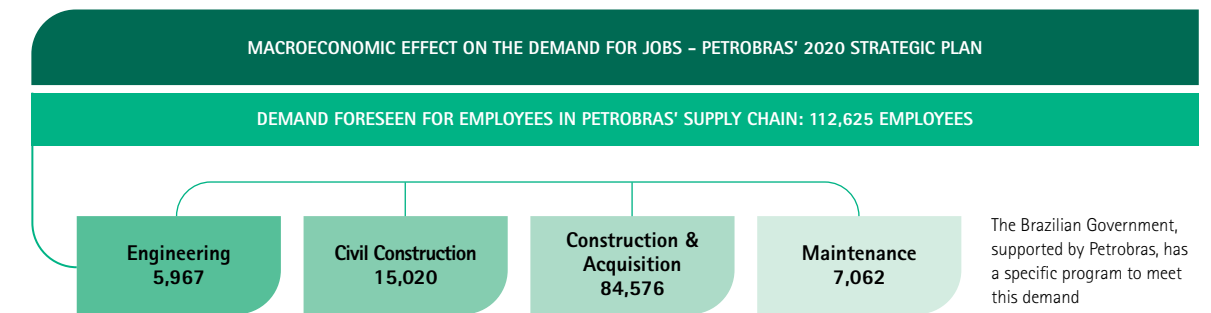 MACROECONOMIC EFFECT ON THE DEMAND FOR JOBS – PETROBRAS' 2020 STRATEGIC PLAN
DEMAND FORESEEN FOR EMPLOYEES IN PETROBRAS' SUPPLY CHAIN: 112,625 EMPLOYEES
Engineering
5,967
Civil Construction
15,020
Construction &
Acquisition
84,576
Maintenance
7,062
The Brazilian Government,
supported by Petrobras, has
a specific program to meet
this demand